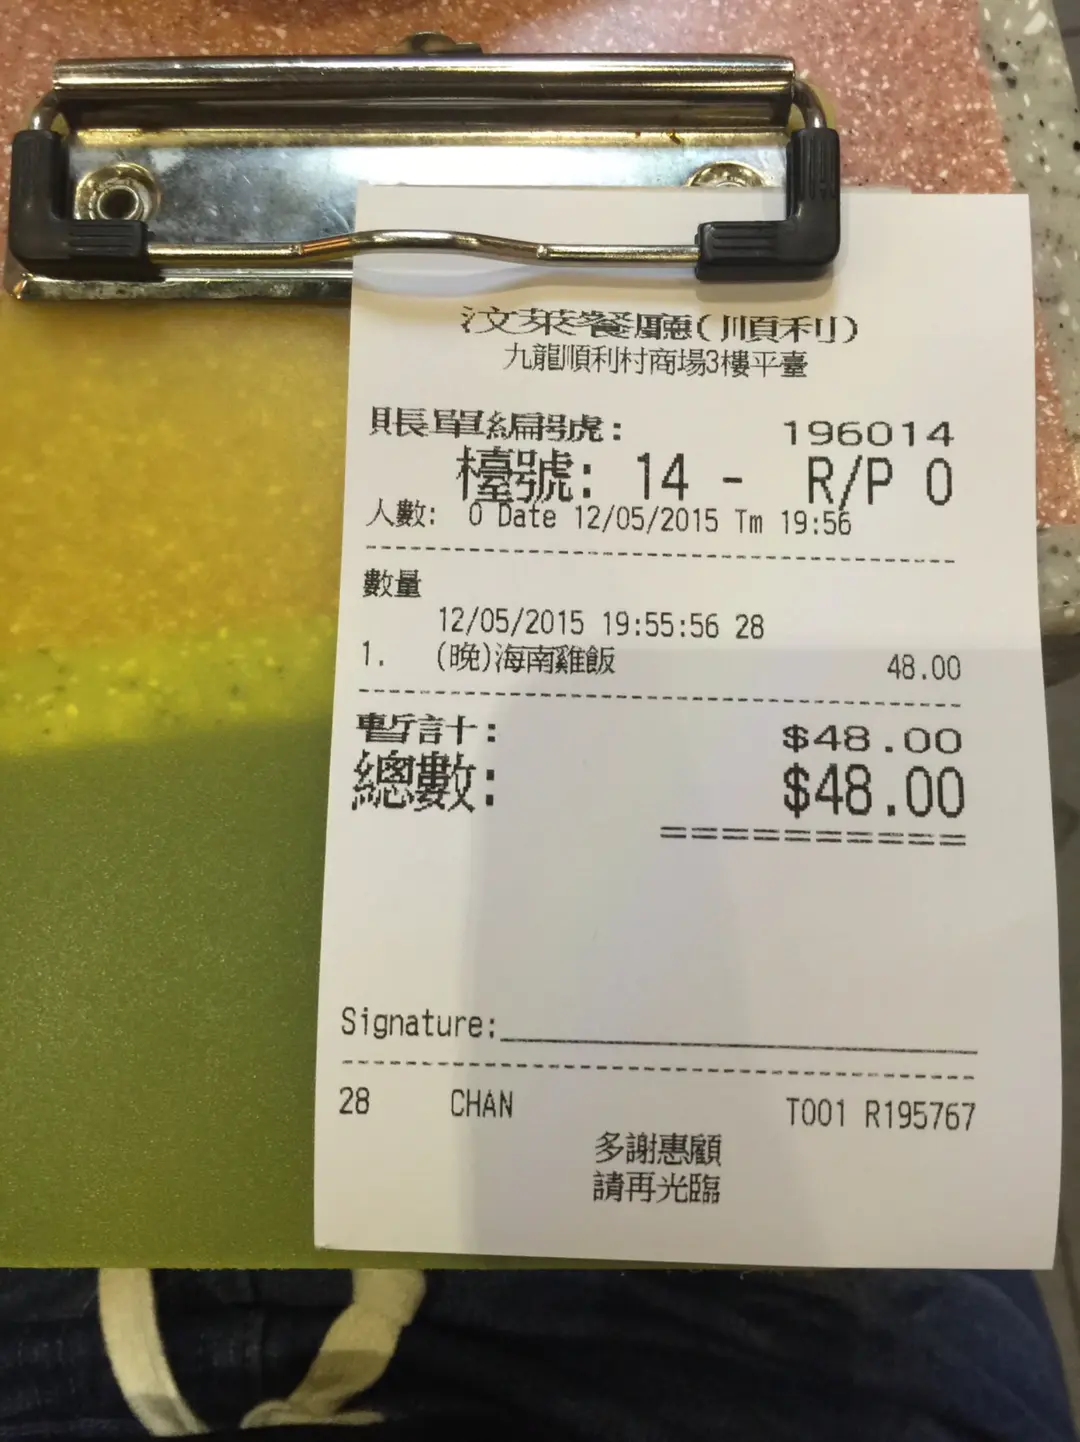 汶萊餐廳(順利)
九龍順利村商場3樓平臺
賬單編號: 196014
檯號: 14 - R/P 0
人數: 0 Date 12/05/2015 Tm 19:56
數量
12/05/2015 19:55:56 28
1. (晚)海南雞飯 48.00
暫計: $48.00
總數: $48.00
Signature:
28 CHAN T001 R195767
多謝惠顧
請再光臨